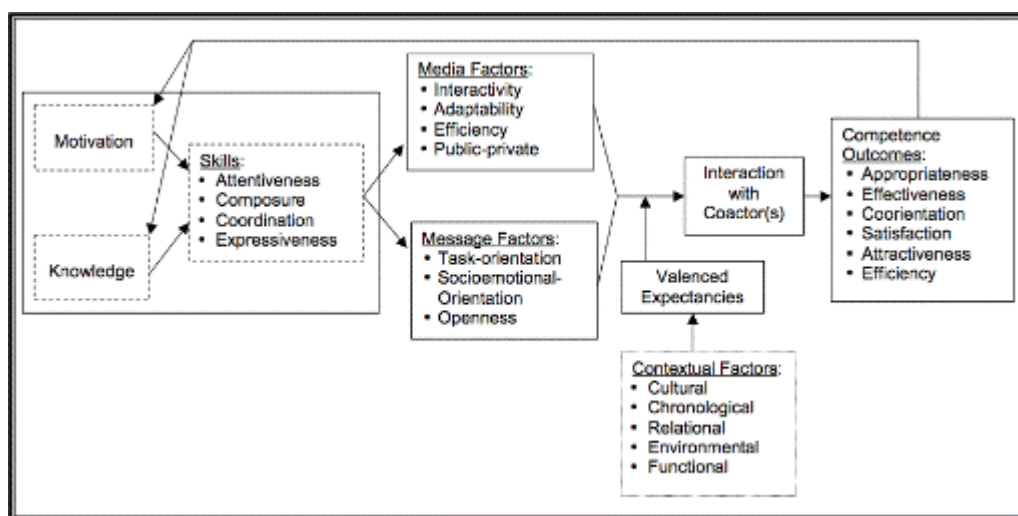 Motivation
Knowledge
Skills:
• Attentiveness
• Composure
• Coordination
• Expressiveness
Media Factors:
• Interactivity
• Adaptability
• Efficiency
• Public-private
Message Factors:
• Task-orientation
• Socioemotional-
Orientation
• Openness
Interaction
with
Coactor(s)
Valenced
Expectancies
Contextual Factors:
• Cultural
• Chronological
• Relational
• Environmental
• Functional
Competence
Outcomes:
• Appropriateness
• Effectiveness
• Coorientation
• Satisfaction
• Attractiveness
• Efficiency